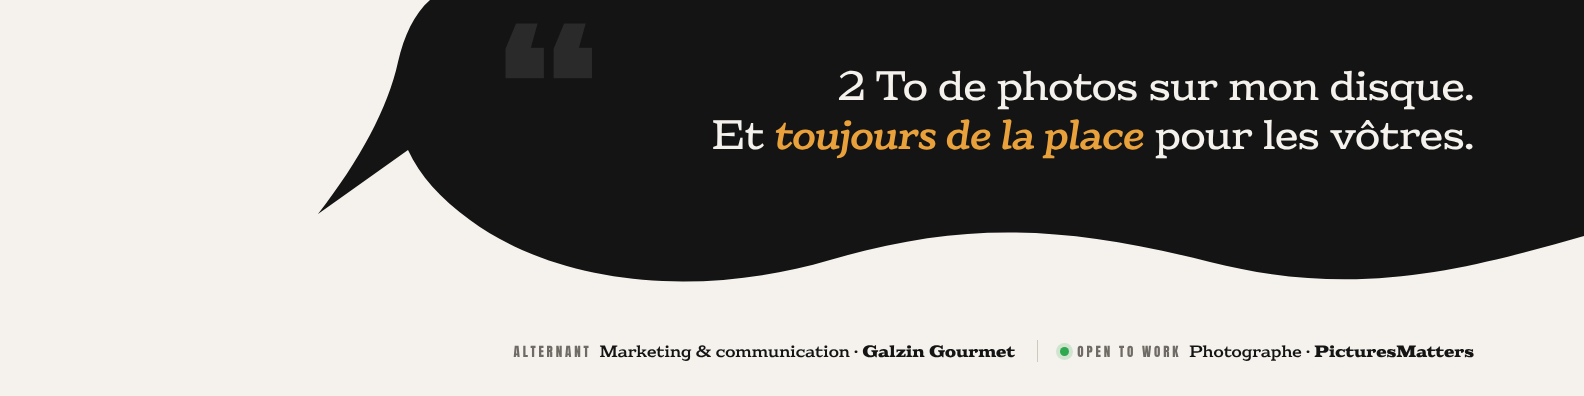 “
2 To de photos sur mon disque.
Et toujours de la place pour les vôtres.
ALTERNANT Marketing & communication · Galzin Gourmet
OPEN TO WORK Photographe · PicturesMatters